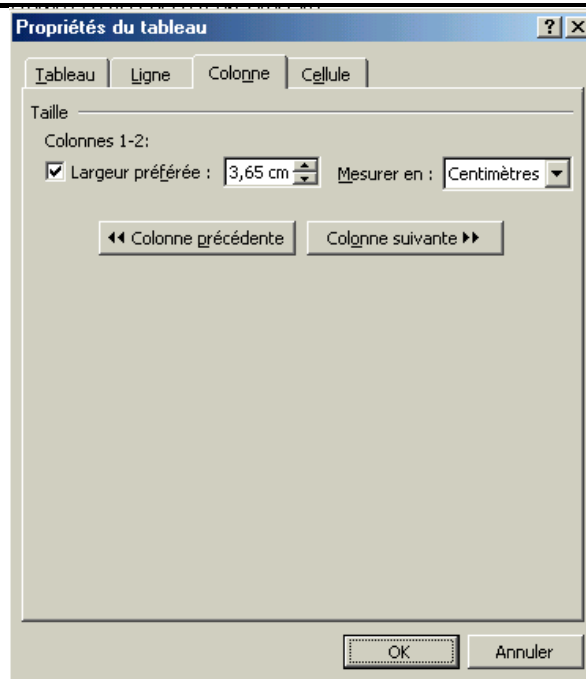 Propriétés du tableau
Tableau Ligne Colonne Cellule
Taille
Colonnes 1-2:
Largeur préférée : 3,65 cm Mesurer en : Centimètres
Colonne précédente Colonne suivante
OK Annuler